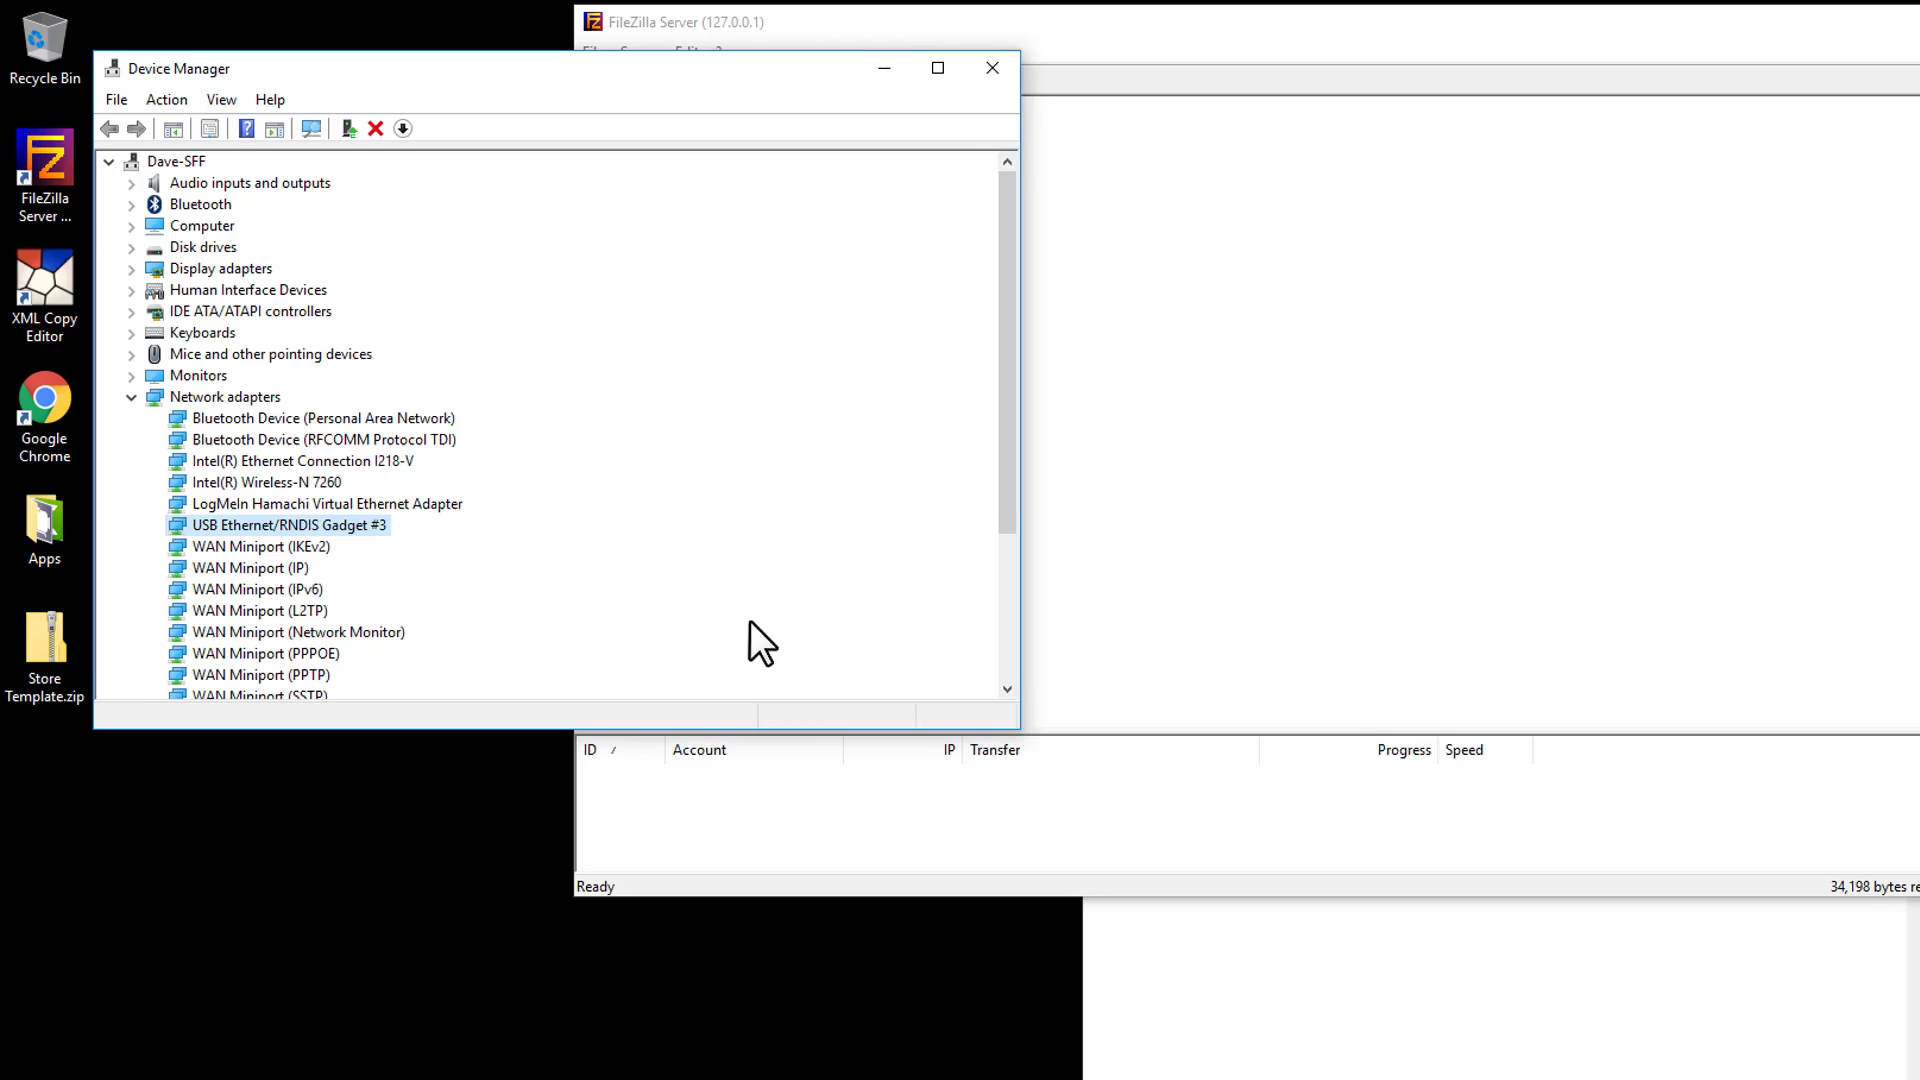 Recycle Bin
FileZilla
Server ...
XML Copy
Editor
Google
Chrome
Apps
Store
Template.zip
FileZilla Server (127.0.0.1)
Device Manager
File Action View Help
Dave-SFF
Audio inputs and outputs
Bluetooth
Computer
Disk drives
Display adapters
Human Interface Devices
IDE ATA/ATAPI controllers
Keyboards
Mice and other pointing devices
Monitors
Network adapters
Bluetooth Device (Personal Area Network)
Bluetooth Device (RFCOMM Protocol TDI)
Intel(R) Ethernet Connection I218-V
Intel(R) Wireless-N 7260
LogMeIn Hamachi Virtual Ethernet Adapter
USB Ethernet/RNDIS Gadget #3
WAN Miniport (IKEv2)
WAN Miniport (IP)
WAN Miniport (IPv6)
WAN Miniport (L2TP)
WAN Miniport (Network Monitor)
WAN Miniport (PPPOE)
WAN Miniport (PPTP)
WAN Miniport (SSTP)
ID / Account IP Transfer Progress Speed
Ready
34,198 bytes re